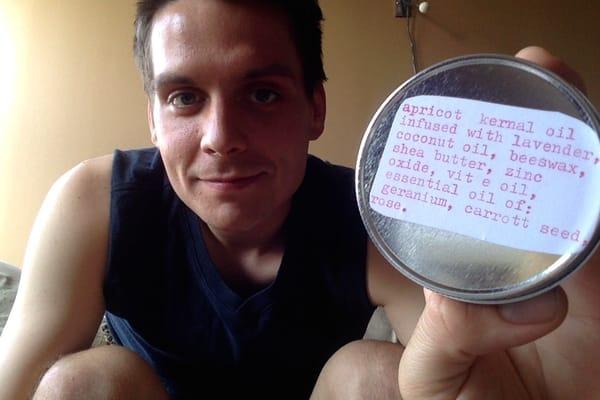 apricot kernal oil
infused with lavender,
coconut oil, beeswax,
shea butter, zinc
oxide, vit e oil,
essential oil of:
geranium, carrott seed,
rose.